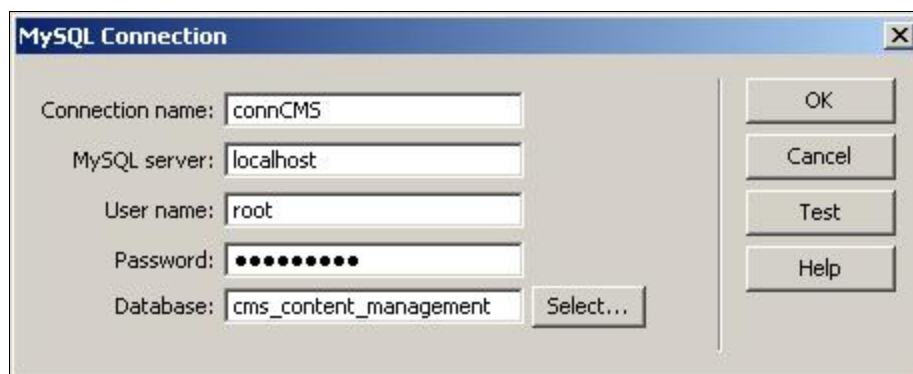 MySQL Connection
Connection name: connCMS
MySQL server: localhost
User name: root
Password: ●●●●●●●●●
Database: cms_content_management Select...
OK
Cancel
Test
Help